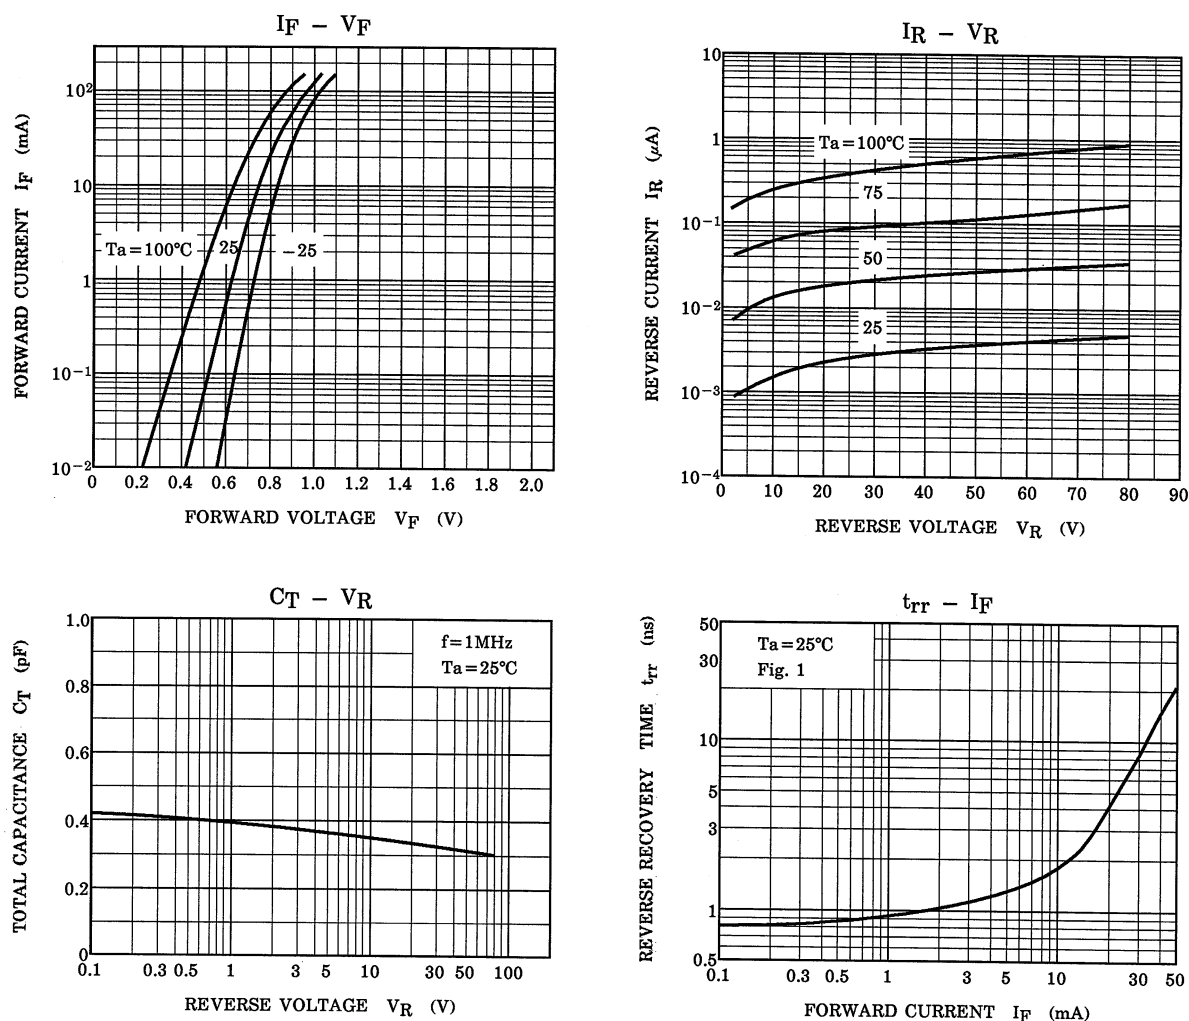 IF – VF
FORWARD CURRENT IF (mA)
10²
10
1
10⁻¹
10⁻²
Ta=100°C
25
−25
0 0.2 0.4 0.6 0.8 1.0 1.2 1.4 1.6 1.8 2.0
FORWARD VOLTAGE VF (V)
IR – VR
REVERSE CURRENT IR (μA)
10
1
10⁻¹
10⁻²
10⁻³
10⁻⁴
Ta=100°C
75
50
25
0 10 20 30 40 50 60 70 80 90
REVERSE VOLTAGE VR (V)
CT – VR
TOTAL CAPACITANCE CT (pF)
1.0
0.8
0.6
0.4
0.2
0
f=1MHz
Ta=25°C
0.1 0.3 0.5 1 3 5 10 30 50 100
REVERSE VOLTAGE VR (V)
trr – IF
REVERSE RECOVERY TIME trr (ns)
50
30
10
5
3
1
0.5
Ta=25°C
Fig. 1
0.1 0.3 0.5 1 3 5 10 30 50
FORWARD CURRENT IF (mA)